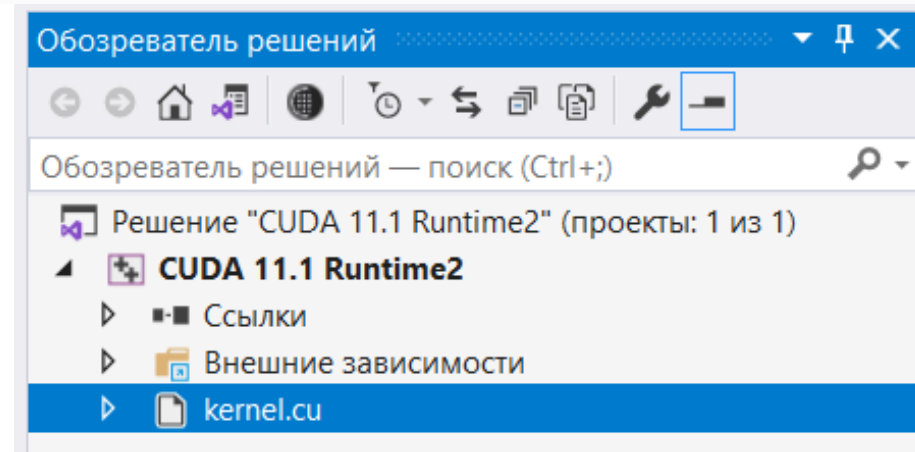 Обозреватель решений
Обозреватель решений — поиск (Ctrl+;)
Решение "CUDA 11.1 Runtime2" (проекты: 1 из 1)
CUDA 11.1 Runtime2
Ссылки
Внешние зависимости
kernel.cu